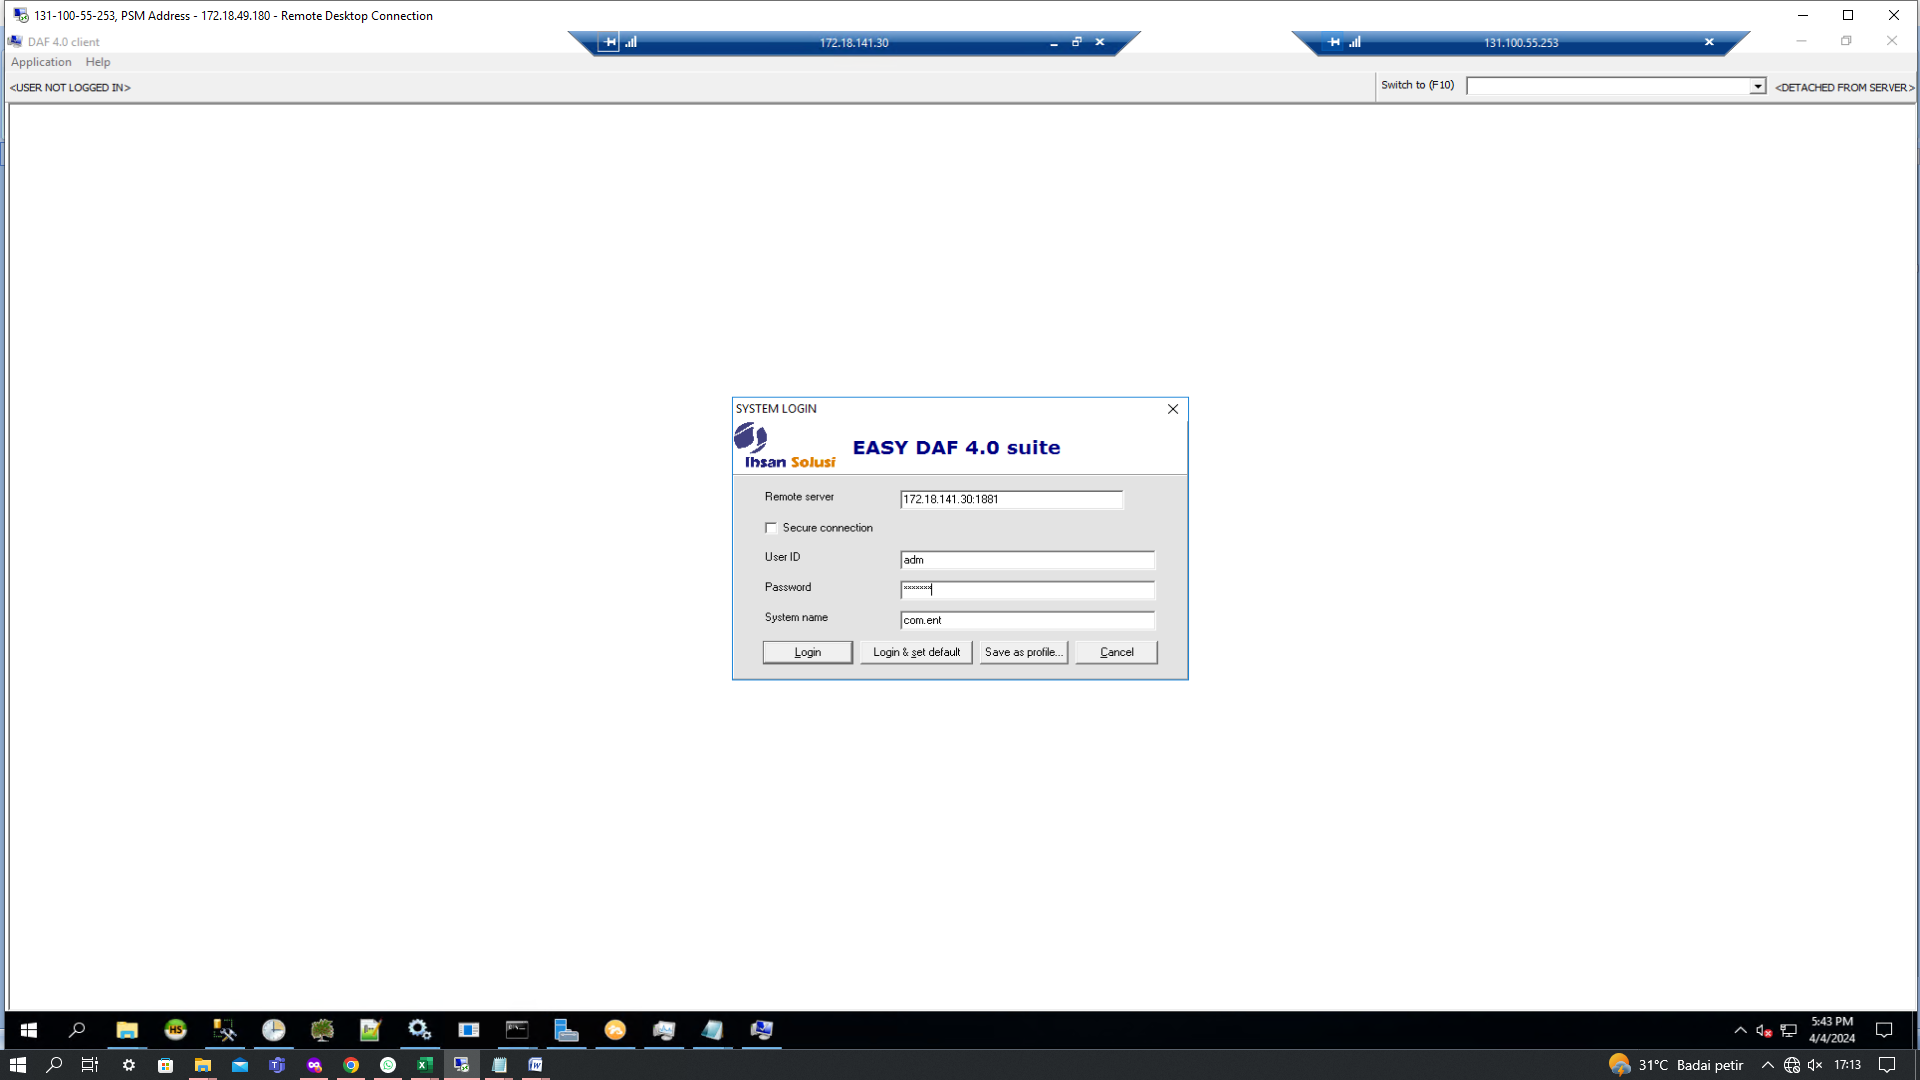 131-100-55-253, PSM Address - 172.18.49.180 - Remote Desktop Connection
DAF 4.0 client
172.18.141.30
131.100.55.253
Application Help
<USER NOT LOGGED IN>
Switch to (F10)
<DETACHED FROM SERVER>
SYSTEM LOGIN
Ihsan Solusi
EASY DAF 4.0 suite
Remote server
172.18.141.30:1881
Secure connection
User ID
adm
Password
*******
System name
com.ent
Login
Login & set default
Save as profile...
Cancel
HS
5:43 PM
4/4/2024
31°C Badai petir
17:13